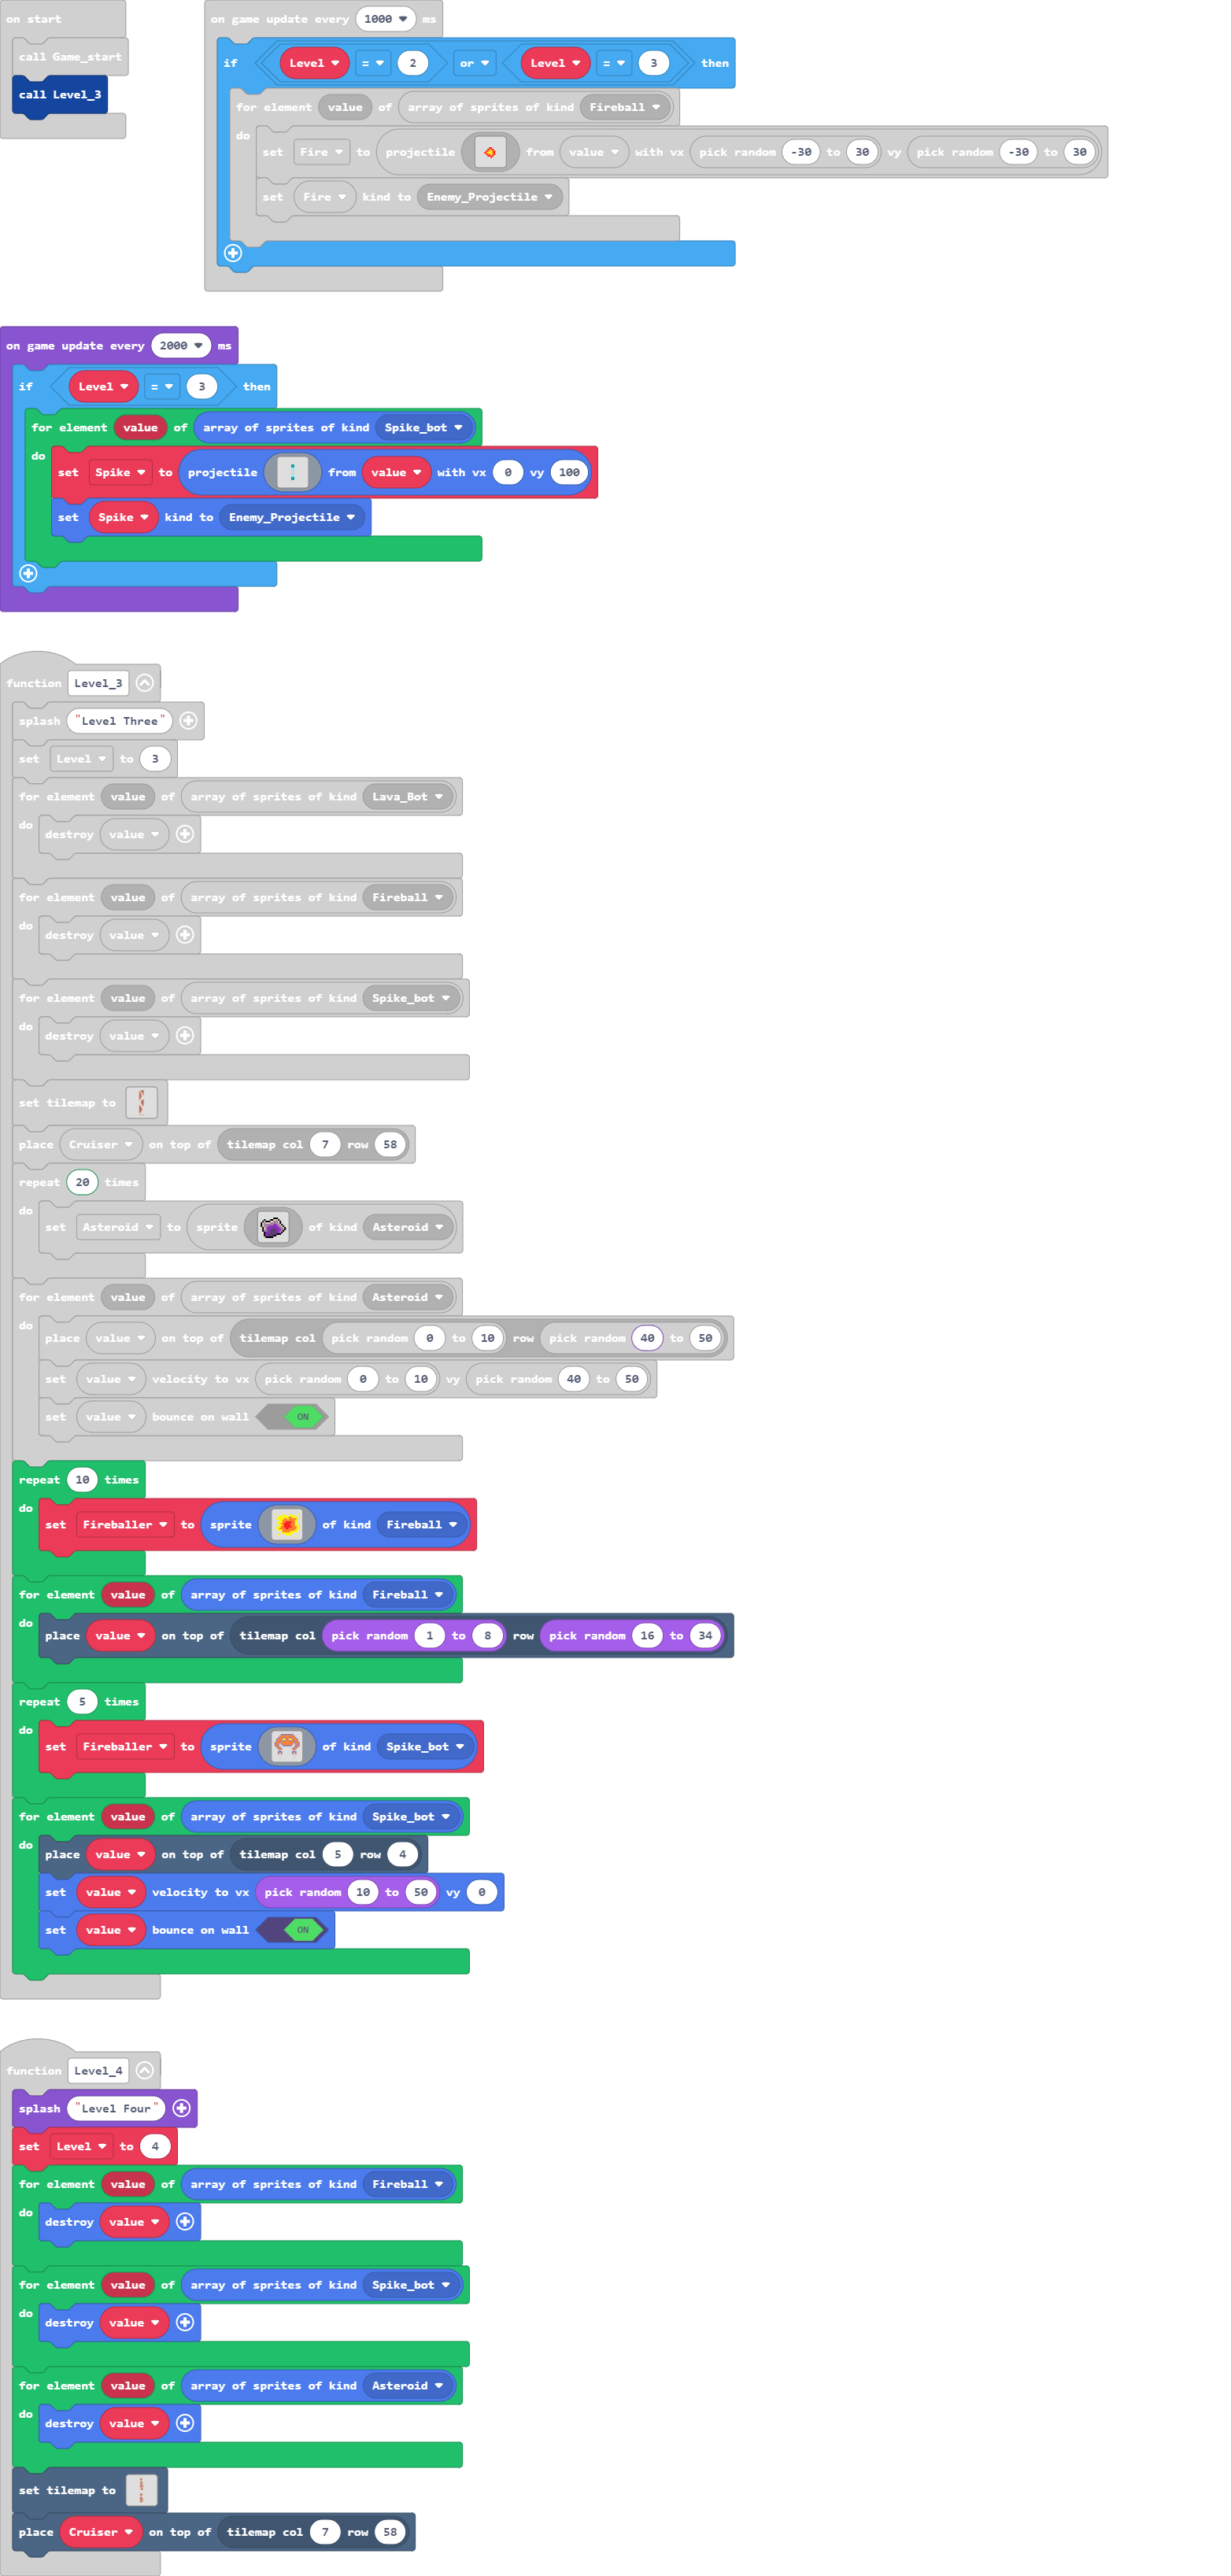 on start
call Game_start
call Level_3
on game update every 1000 ms
if Level = 2 or Level = 3 then
for element value of array of sprites of kind Fireball
do
set Fire to projectile from value with vx pick random -30 to 30 vy pick random -30 to 30
set Fire kind to Enemy_Projectile
on game update every 2000 ms
if Level = 3 then
for element value of array of sprites of kind Spike_bot
do
set Spike to projectile from value with vx 0 vy 100
set Spike kind to Enemy_Projectile
function Level_3
splash "Level Three"
set Level to 3
for element value of array of sprites of kind Lava_Bot
do
destroy value
for element value of array of sprites of kind Fireball
do
destroy value
for element value of array of sprites of kind Spike_bot
do
destroy value
set tilemap to
place Cruiser on top of tilemap col 7 row 58
repeat 20 times
do
set Asteroid to sprite of kind Asteroid
for element value of array of sprites of kind Asteroid
do
place value on top of tilemap col pick random 0 to 10 row pick random 40 to 50
set value velocity to vx pick random 0 to 10 vy pick random 40 to 50
set value bounce on wall ON
repeat 10 times
do
set Fireballer to sprite of kind Fireball
for element value of array of sprites of kind Fireball
do
place value on top of tilemap col pick random 1 to 8 row pick random 16 to 34
repeat 5 times
do
set Fireballer to sprite of kind Spike_bot
for element value of array of sprites of kind Spike_bot
do
place value on top of tilemap col 5 row 4
set value velocity to vx pick random 10 to 50 vy 0
set value bounce on wall ON
function Level_4
splash "Level Four"
set Level to 4
for element value of array of sprites of kind Fireball
do
destroy value
for element value of array of sprites of kind Spike_bot
do
destroy value
for element value of array of sprites of kind Asteroid
do
destroy value
set tilemap to
place Cruiser on top of tilemap col 7 row 58